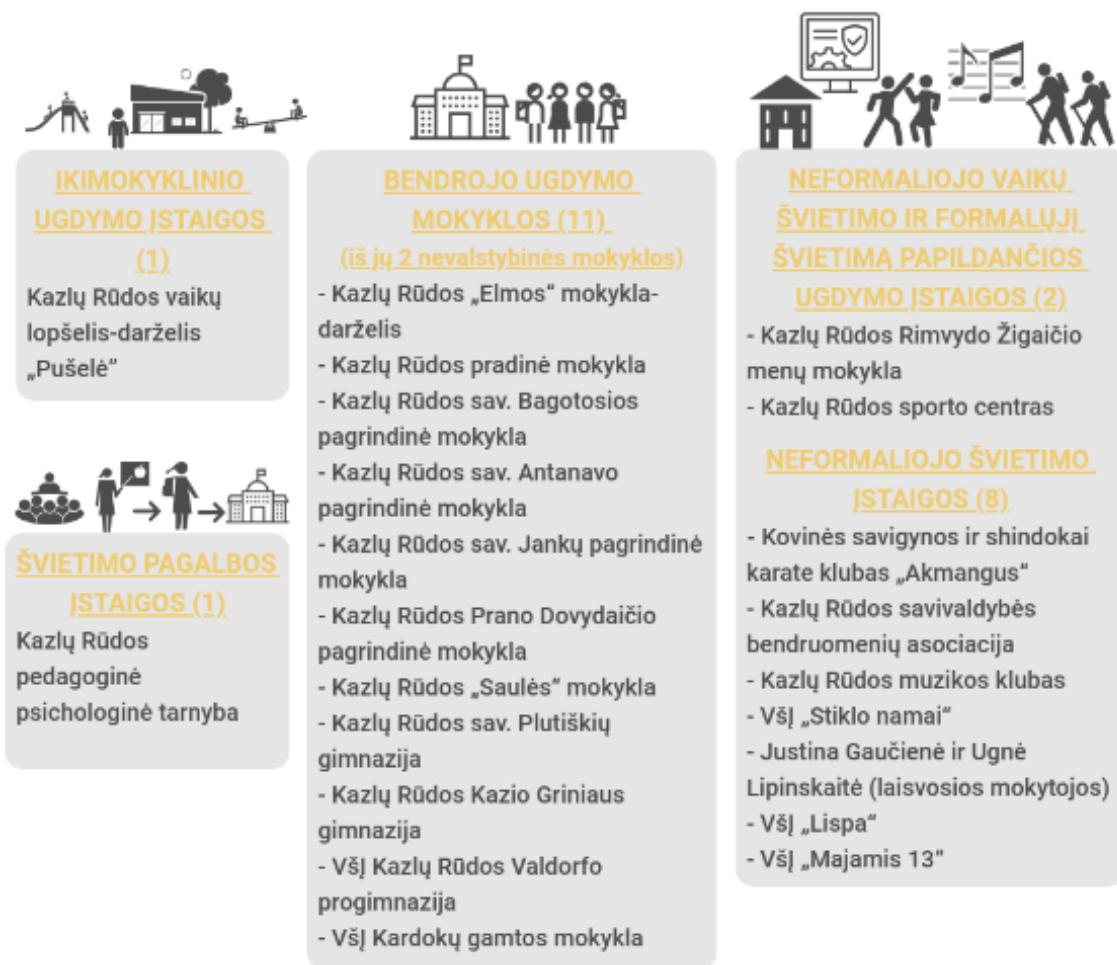 IKIMOKYKLINIO
UGDYMO ĮSTAIGOS
(1)
Kazlų Rūdos vaikų
lopšelis-darželis
„Pušelė”
ŠVIETIMO PAGALBOS
ĮSTAIGOS (1)
Kazlų Rūdos
pedagoginė
psichologinė tarnyba
BENDROJO UGDYMO
MOKYKLOS (11)
(iš jų 2 nevalstybinės mokyklos)
- Kazlų Rūdos „Elmos“ mokykla-
darželis
- Kazlų Rūdos pradinė mokykla
- Kazlų Rūdos sav. Bagotosios
pagrindinė mokykla
- Kazlų Rūdos sav. Antanavo
pagrindinė mokykla
- Kazlų Rūdos sav. Jankų pagrindinė
mokykla
- Kazlų Rūdos Prano Dovydaičio
pagrindinė mokykla
- Kazlų Rūdos „Saulės“ mokykla
- Kazlų Rūdos sav. Plutiškių
gimnazija
- Kazlų Rūdos Kazio Griniaus
gimnazija
- VšĮ Kazlų Rūdos Valdorfo
progimnazija
- VšĮ Kardokų gamtos mokykla
NEFORMALIOJO VAIKŲ
ŠVIETIMO IR FORMALŲJĮ
ŠVIETIMĄ PAPILDANČIOS
UGDYMO ĮSTAIGOS (2)
- Kazlų Rūdos Rimvydo Žigaičio
menų mokykla
- Kazlų Rūdos sporto centras
NEFORMALIOJO ŠVIETIMO
ĮSTAIGOS (8)
- Kovinės savigynos ir shindokai
karate klubas „Akmangus“
- Kazlų Rūdos savivaldybės
bendruomenių asociacija
- Kazlų Rūdos muzikos klubas
- VšĮ „Stiklo namai“
- Justina Gaučienė ir Ugnė
Lipinskaitė (laisvosios mokytojos)
- VšĮ „Lispa“
- VšĮ „Majamis 13“